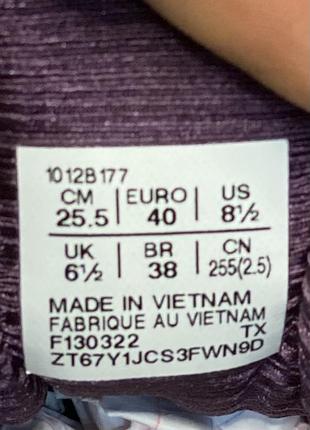 1012B177
CM | EURO | US
25.5 | 40 | 8½
UK | BR | CN
6½ | 38 | 255(2.5)
MADE IN VIETNAM
FABRIQUE AU VIETNAM
F130322 TX
ZT67Y1JCS3FWN9D